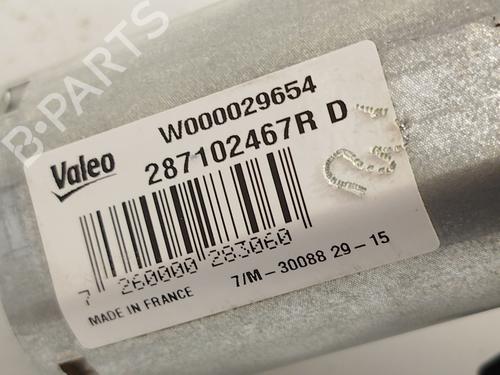 B-PARTS
W000029654
Valeo
287102467R D
7 260000 283060
7/M-30088 29-15
MADE IN FRANCE